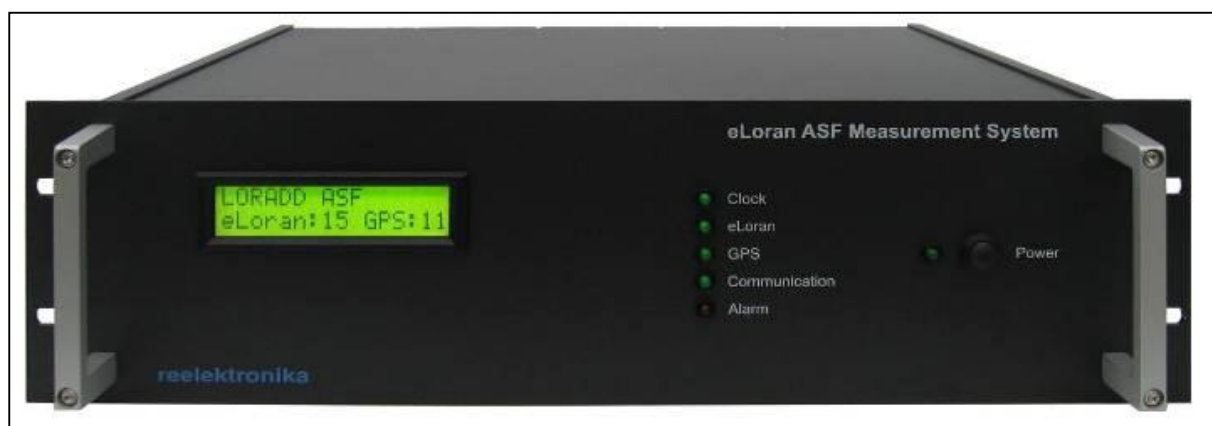 eLoran ASF Measurement System
LORADD ASF
eLoran:15 GPS:11
Clock
eLoran
GPS
Communication
Alarm
Power
reelektronika